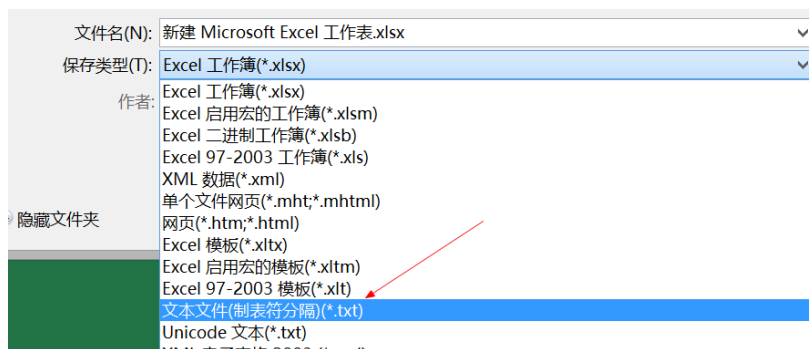 文件名(N): 新建 Microsoft Excel 工作表.xlsx
保存类型(T): Excel 工作簿(*.xlsx)
作者:
Excel 工作簿(*.xlsx)
Excel 启用宏的工作簿(*.xlsm)
Excel 二进制工作簿(*.xlsb)
Excel 97-2003 工作簿(*.xls)
XML 数据(*.xml)
单个文件网页(*.mht;*.mhtml)
隐藏文件夹
网页(*.htm;*.html)
Excel 模板(*.xltx)
Excel 启用宏的模板(*.xltm)
Excel 97-2003 模板(*.xlt)
文本文件(制表符分隔)(*.txt)
Unicode 文本(*.txt)